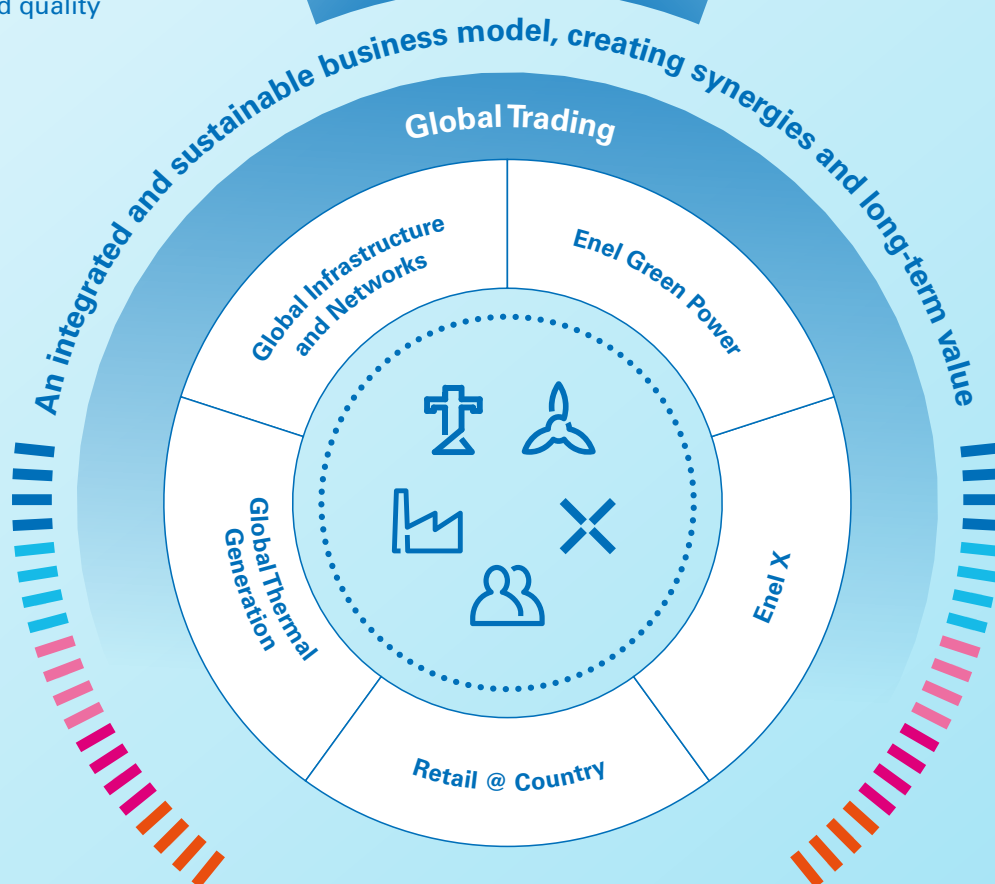 d quality
An integrated and sustainable business model, creating synergies and long-term value
Global Trading
Global Infrastructure
and Networks
Enel Green Power
Global Thermal
Generation
Enel X
Retail @ Country